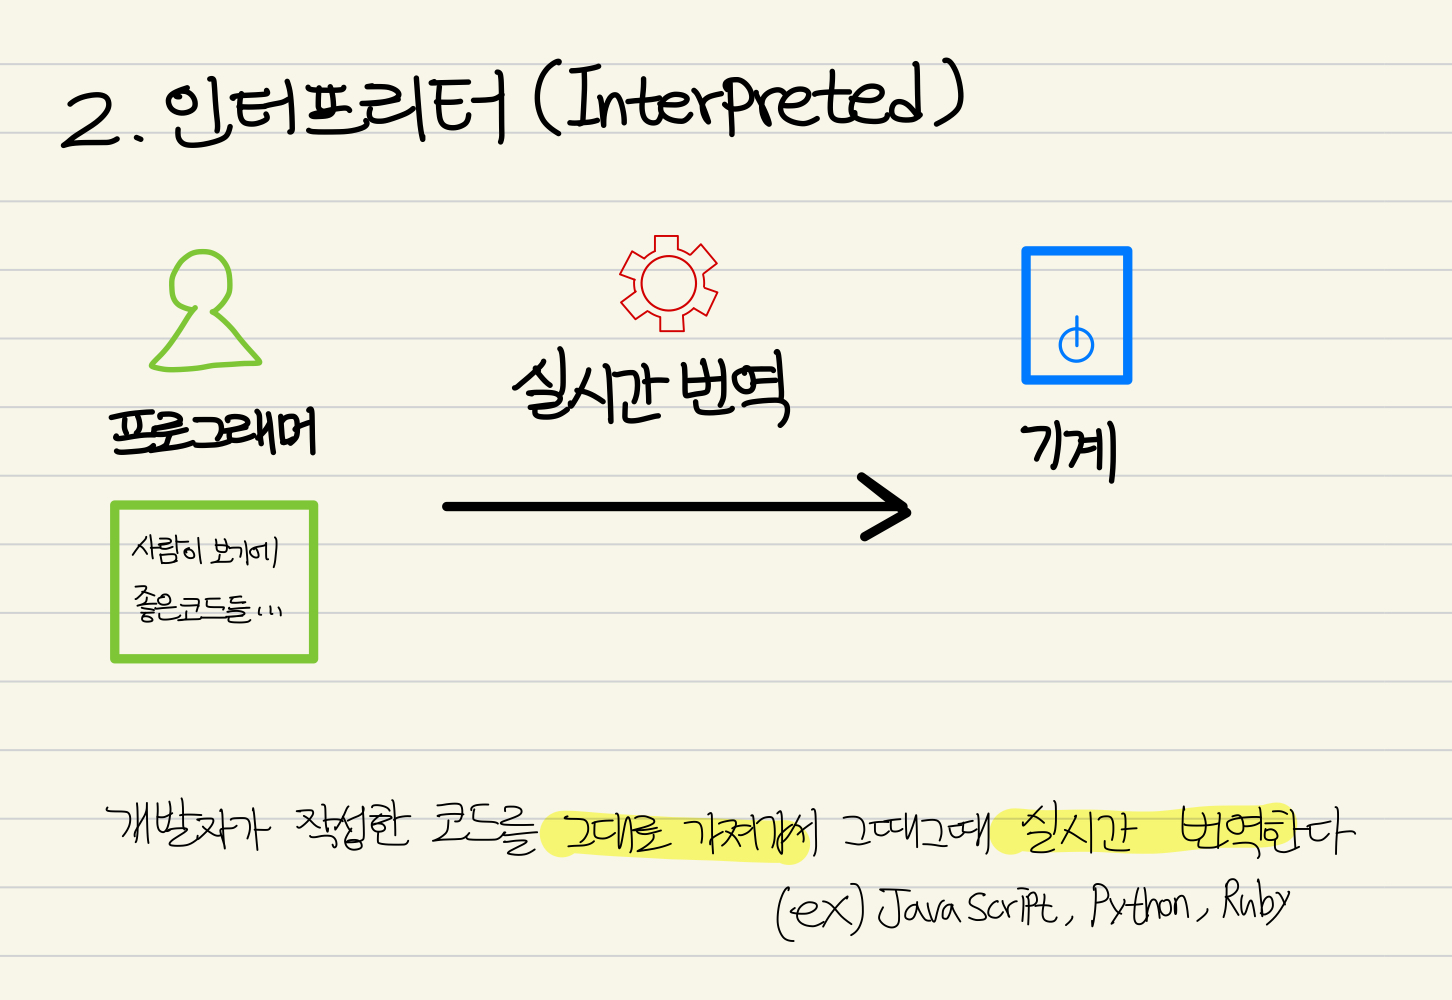 2. 인터프리터 (Interpreted)
실시간 번역
프로그래머
기계
사람이 보기에
좋은코드들...
개발자가 작성한 코드를 그대로 가져가서 그때그때 실시간 번역한다
(ex) JavaScript, Python, Ruby